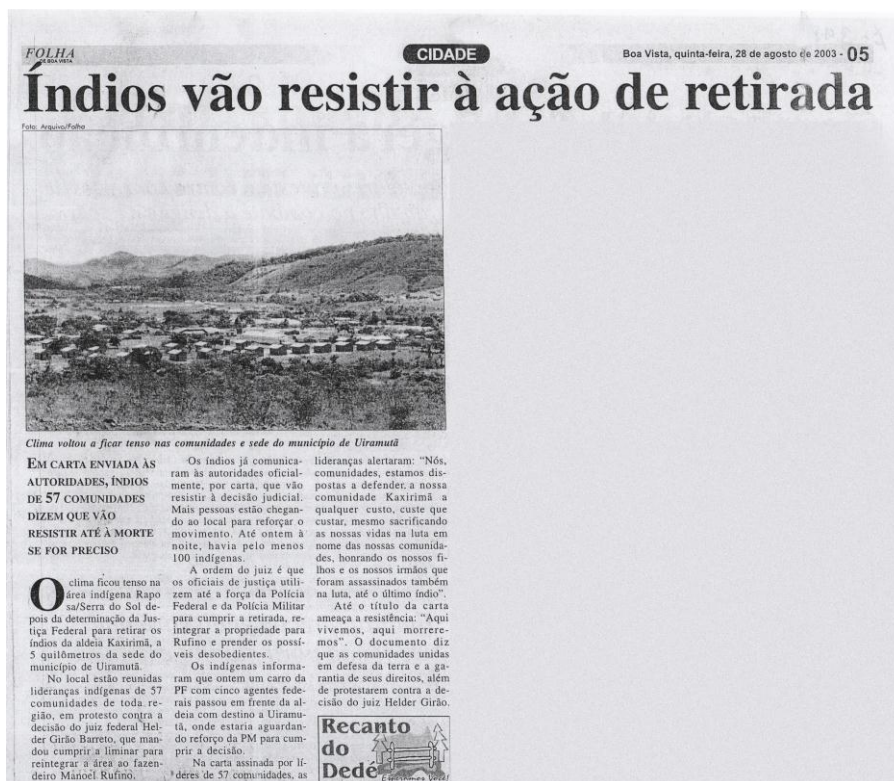 FOLHA
DE BOA VISTA
CIDADE
Boa Vista, quinta-feira, 28 de agosto de 2003 - 05
Índios vão resistir à ação de retirada
Foto: Arquivo/Folha
Clima voltou a ficar tenso nas comunidades e sede do município de Uiramutã
EM CARTA ENVIADA ÀS
AUTORIDADES, ÍNDIOS
DE 57 COMUNIDADES
DIZEM QUE VÃO
RESISTIR ATÉ À MORTE
SE FOR PRECISO
O clima ficou tenso na
área indígena Rapo
sa/Serra do Sol de-
pois da determinação da Jus-
tiça Federal para retirar os
índios da aldeia Kaxirimã, a
5 quilômetros da sede do
município de Uiramutã.
No local estão reunidas
lideranças indígenas de 57
comunidades de toda re-
gião, em protesto contra a
decisão do juiz federal Hel-
der Girão Barreto, que man-
dou cumprir a liminar para
reintegrar a área ao fazen-
deiro Manoel Rufino.
Os índios já comunica-
ram às autoridades oficial-
mente, por carta, que vão
resistir à decisão judicial.
Mais pessoas estão chegan-
do ao local para reforçar o
movimento. Até ontem à
noite, havia pelo menos
100 indígenas.
A ordem do juiz é que
os oficiais de justiça utili-
zem até a força da Polícia
Federal e da Polícia Militar
para cumprir a retirada, re-
integrar a propriedade para
Rufino e prender os possí-
veis desobedientes.
Os indígenas informa-
ram que ontem um carro da
PF com cinco agentes fede-
rais passou em frente da al-
deia com destino a Uiramu-
tã, onde estaria aguardan-
do reforço da PM para cum-
prir a decisão.
Na carta assinada por lí-
deres de 57 comunidades, as
lideranças alertaram: "Nós,
comunidades, estamos dis-
postas a defender, a nossa
comunidade Kaxirimã a
qualquer custo, custe que
custar, mesmo sacrificando
as nossas vidas na luta em
nome das nossas comunida-
des, honrando os nossos fi-
lhos e os nossos irmãos que
foram assassinados também
na luta, até o último índio".
Até o título da carta
ameaça a resistência: "Aqui
vivemos, aqui morrere-
mos". O documento diz
que as comunidades unidas
em defesa da terra e a ga-
rantia de seus direitos, além
de protestarem contra a de-
cisão do juiz Helder Girão.
Recanto
do
Dedé